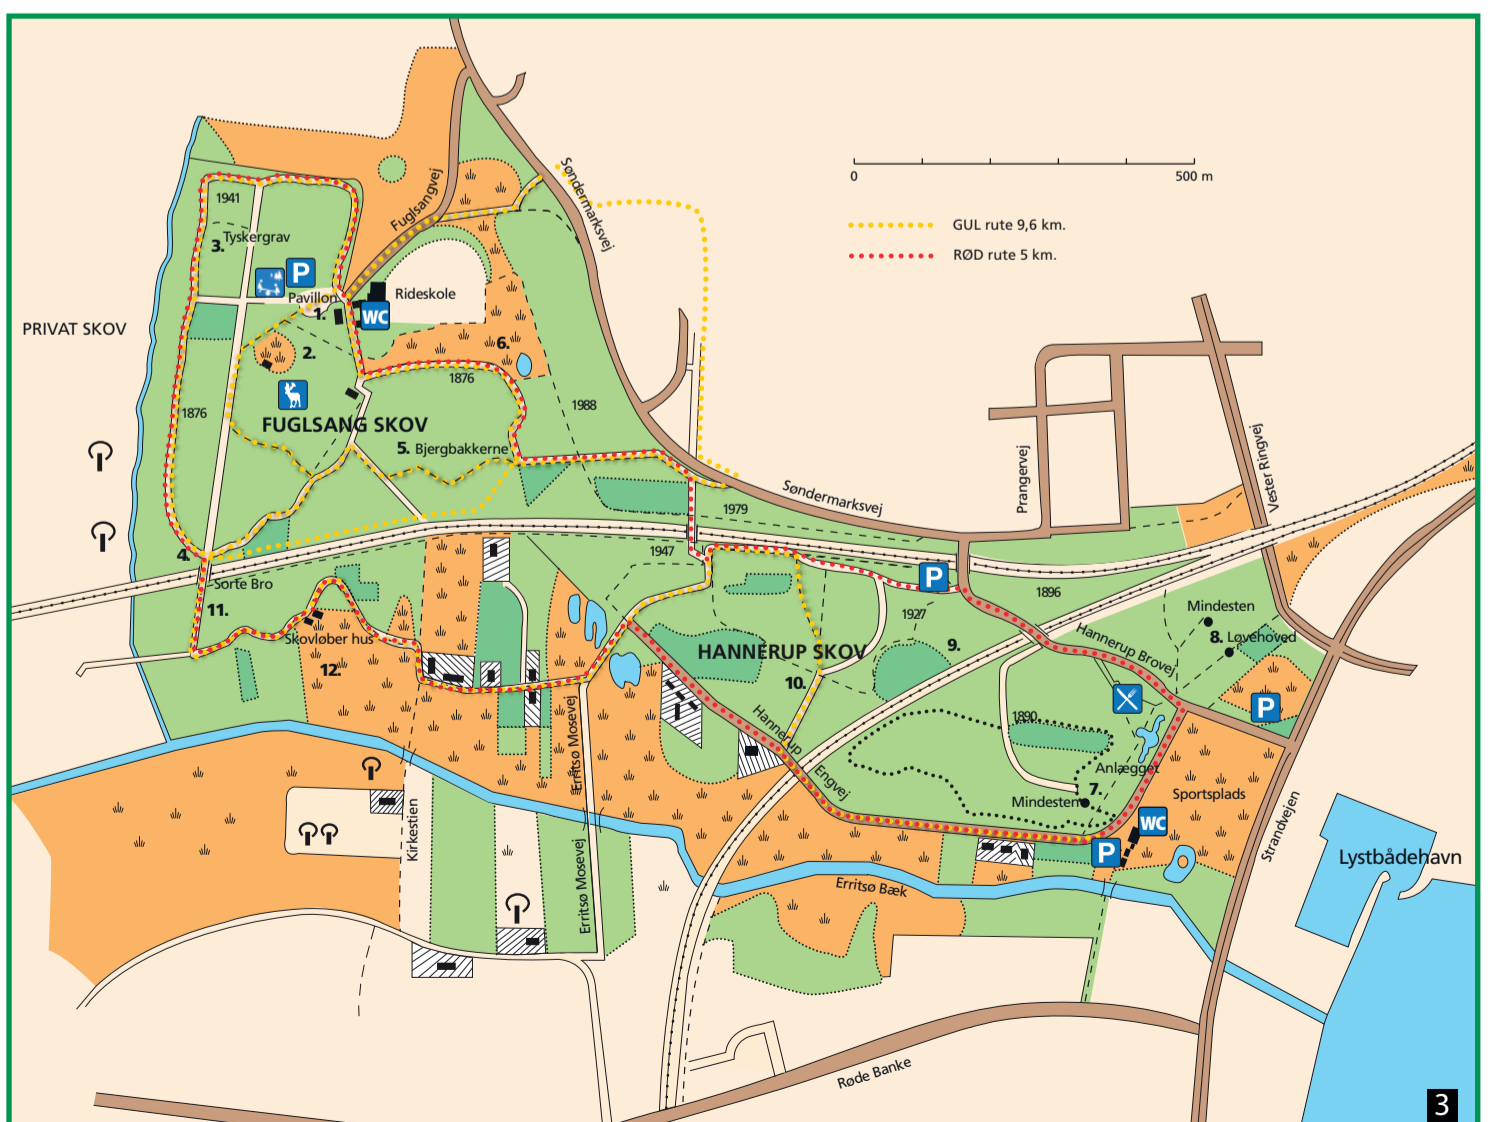 Søndermarksvej
0
500 m
GUL rute 9,6 km.
RØD rute 5 km.
1941
3. Tyskergrav
Fuglsangvej
P
Pavillon
1.
WC
Rideskole
PRIVAT SKOV
2.
6.
1876
1876
1988
FUGLSANG SKOV
5. Bjergbakkerne
Søndermarksvej
Prangervej
Vester Ringvej
1979
1947
4.
Sorte Bro
11.
P
1896
1927
Mindesten
8. Løvehoved
Skovløber hus
12.
HANNERUP SKOV
9.
10.
Hannerup Brovej
P
Hannerup
Engvej
1890
Erritsø Mosevej
Anlægget
7.
Mindesten
Sportsplads
WC
P
Kirkestien
Erritsø Mosevej
Erritsø Bæk
Strandvejen
Lystbådehavn
Røde Banke
3